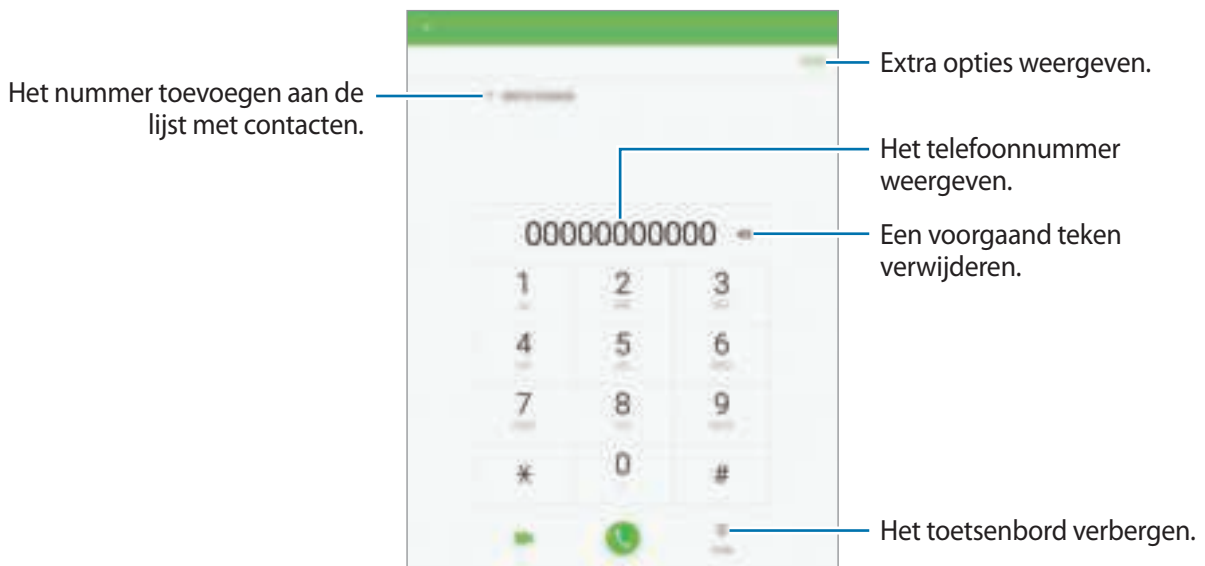 Extra opties weergeven.
Het nummer toevoegen aan de
lijst met contacten.
Het telefoonnummer
weergeven.
00000000000
Een voorgaand teken
verwijderen.
1 2 3
4 5 6
7 8 9
* 0 #
Het toetsenbord verbergen.